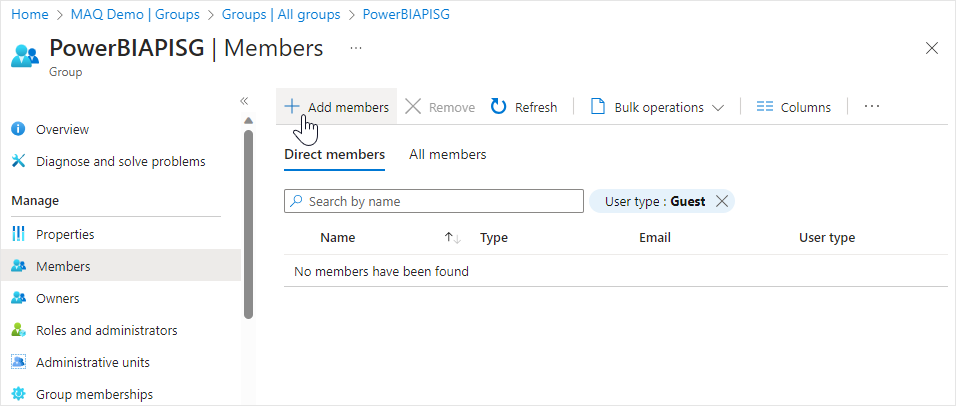 Home > MAQ Demo | Groups > Groups | All groups > PowerBIAPISG
PowerBIAPISG | Members ...
Group
Add members Remove Refresh Bulk operations Columns ...
Overview
Diagnose and solve problems
Manage
Properties
Members
Owners
Roles and administrators
Administrative units
Group memberships
Direct members All members
Search by name User type : Guest
Name Type Email User type
No members have been found